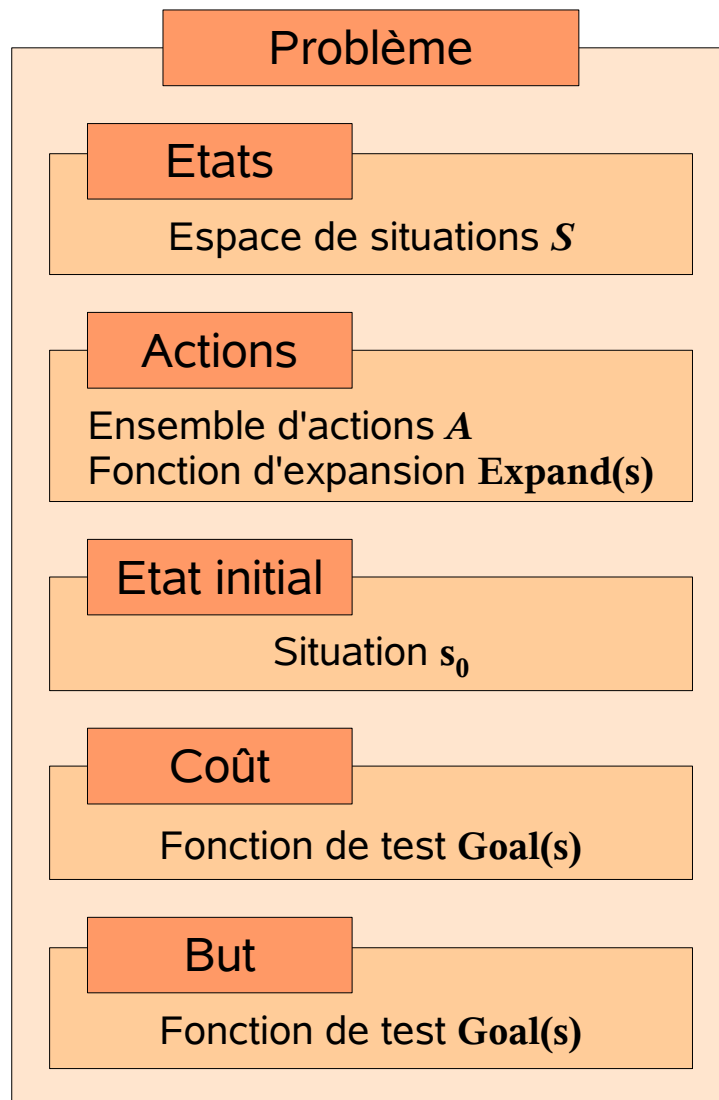 Problème
Etats
Espace de situations S
Actions
Ensemble d'actions A
Fonction d'expansion Expand(s)
Etat initial
Situation s₀
Coût
Fonction de test Goal(s)
But
Fonction de test Goal(s)